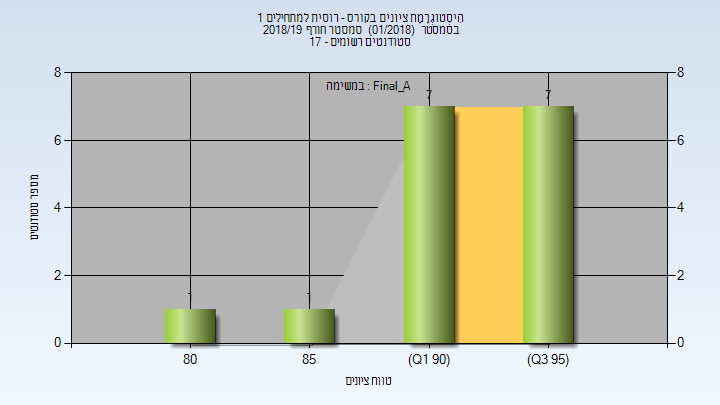 היסטוגרמת ציונים בקורס - רוסית למתחילים 1
בסמסטר (01/2018) סמסטר חורף 2018/19
סטודנטים רשומים - 17
במשימה : Final_A
8
6
4
2
0
8
6
4
2
0
1
1
7
7
מספר סטודנטים
80
85
(Q1 90)
(Q3 95)
טווח ציונים